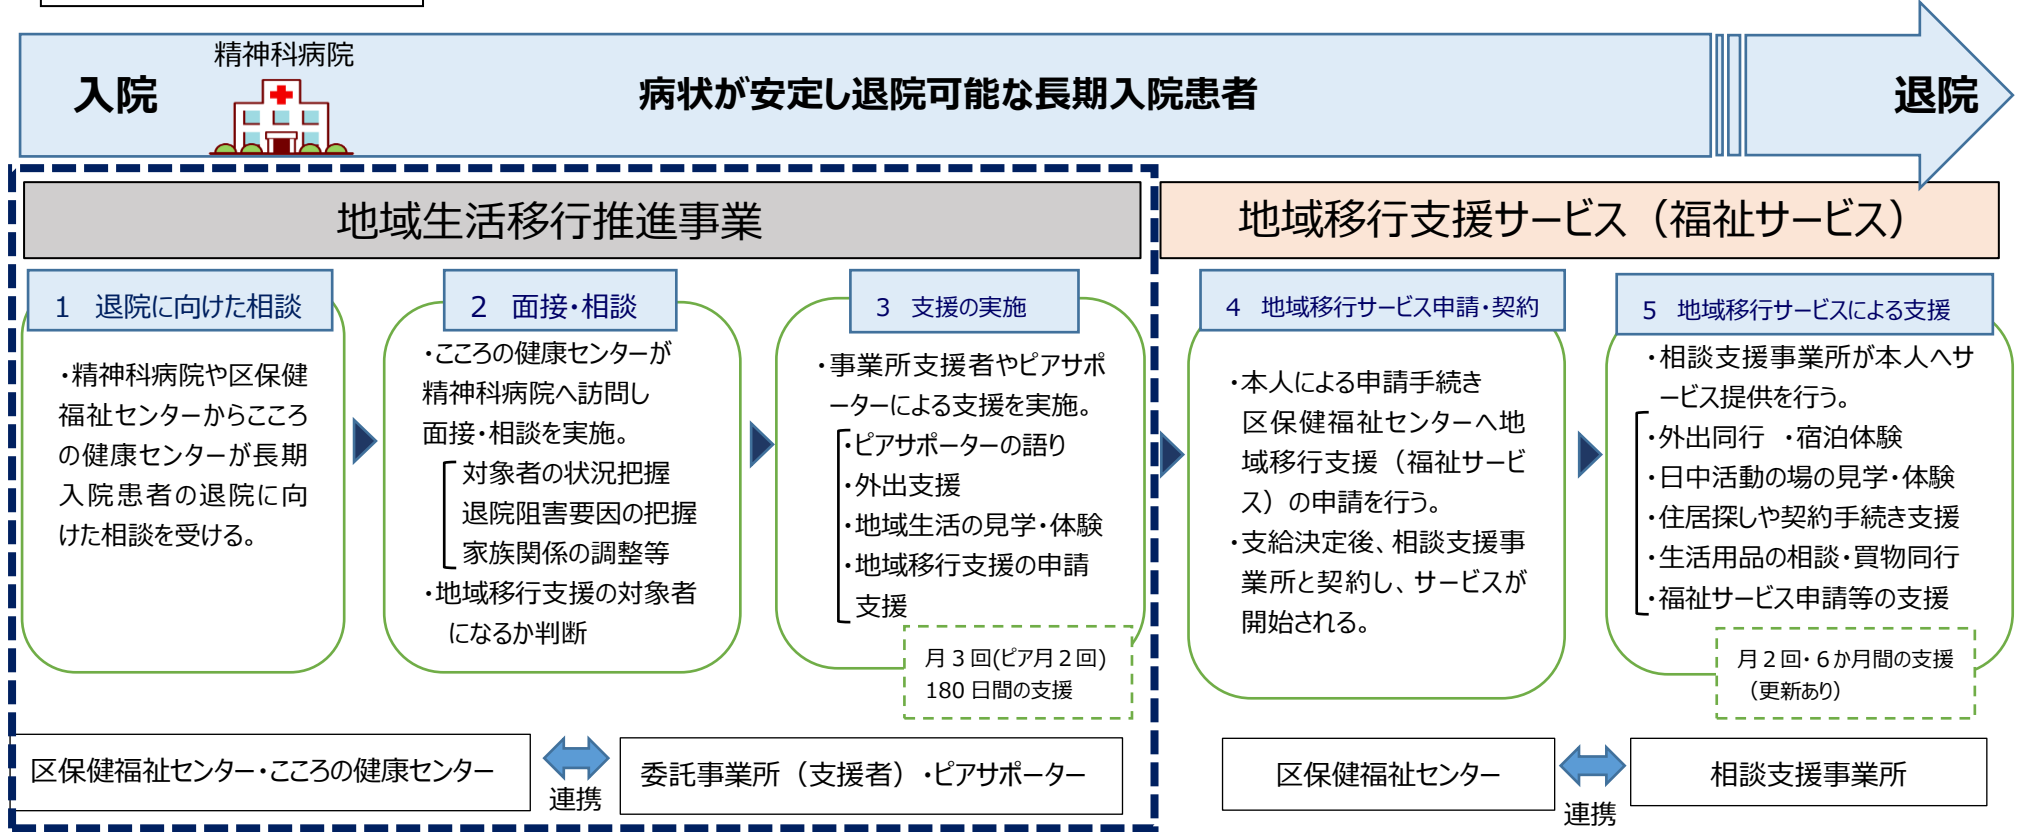 精神科病院
入院
病状が安定し退院可能な長期入院患者
退院
地域生活移行推進事業
地域移行支援サービス（福祉サービス）
1　退院に向けた相談
・精神科病院や区保健
福祉センターからこころ
の健康センターが長期
入院患者の退院に向
けた相談を受ける。
2　面接・相談
・こころの健康センターが
精神科病院へ訪問し
面接・相談を実施。
対象者の状況把握
退院阻害要因の把握
家族関係の調整等
・地域移行支援の対象者
になるか判断
3　支援の実施
・事業所支援者やピアサポ
ーターによる支援を実施。
・ピアサポーターの語り
・外出支援
・地域生活の見学・体験
・地域移行支援の申請
支援
月３回(ピア月２回)
180 日間の支援
4　地域移行サービス申請・契約
・本人による申請手続き
区保健福祉センターへ地
域移行支援（福祉サービ
ス）の申請を行う。
・支給決定後、相談支援事
業所と契約し、サービスが
開始される。
5　地域移行サービスによる支援
・相談支援事業所が本人へサ
ービス提供を行う。
・外出同行　・宿泊体験
・日中活動の場の見学・体験
・住居探しや契約手続き支援
・生活用品の相談・買物同行
・福祉サービス申請等の支援
月２回・６か月間の支援
（更新あり）
区保健福祉センター・こころの健康センター
連携
委託事業所（支援者）・ピアサポーター
区保健福祉センター
連携
相談支援事業所